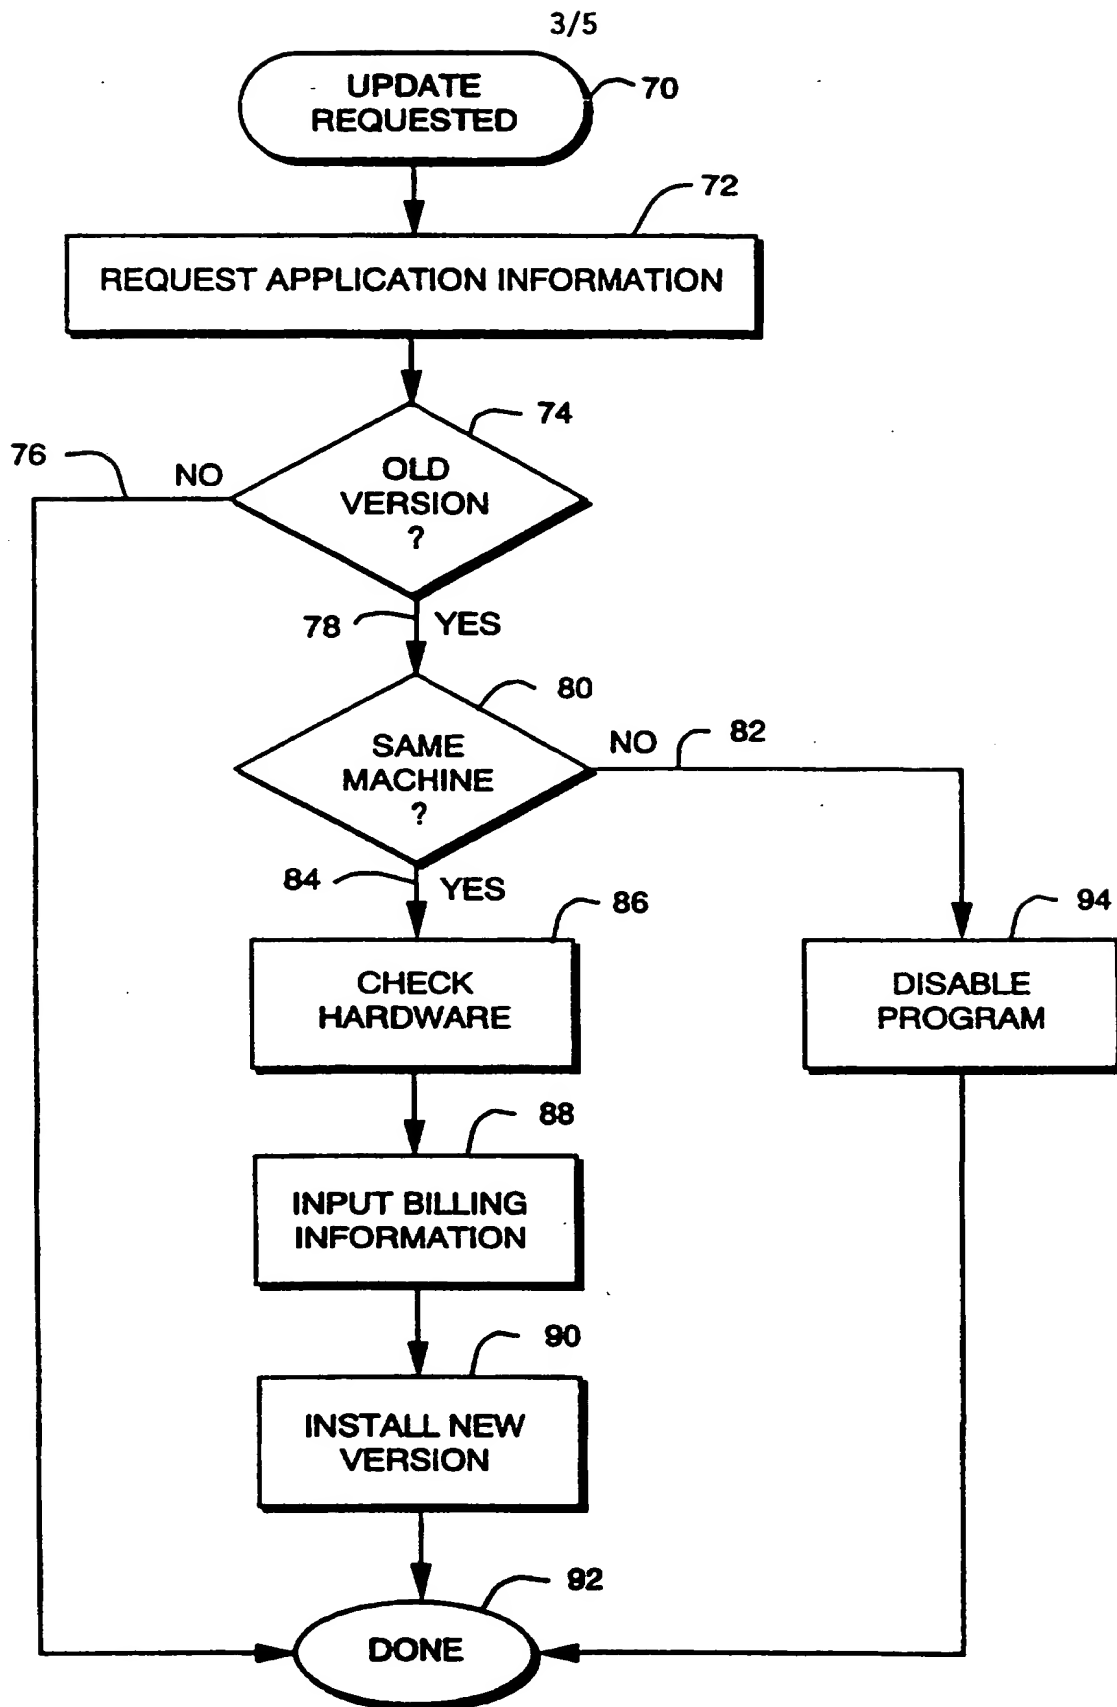 3/5
UPDATE
REQUESTED
70
72
REQUEST APPLICATION INFORMATION
74
76
NO
OLD
VERSION
?
78
YES
80
SAME
MACHINE
?
NO
82
84
YES
86
94
CHECK
HARDWARE
DISABLE
PROGRAM
88
INPUT BILLING
INFORMATION
90
INSTALL NEW
VERSION
92
DONE